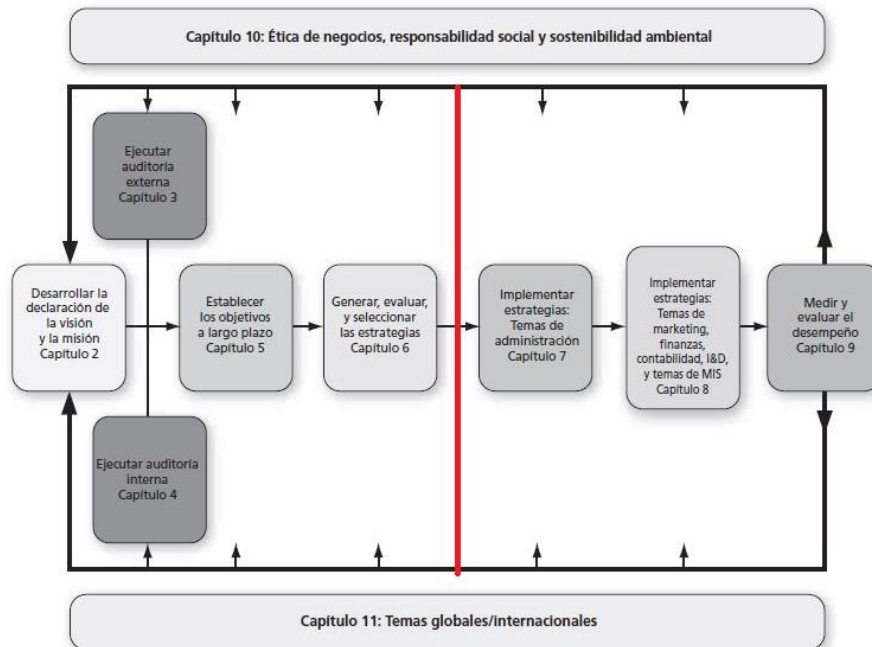 Capítulo 10: Ética de negocios, responsabilidad social y sostenibilidad ambiental
Ejecutar
auditoría
externa
Capítulo 3
Desarrollar la
declaración de
la visión
y la misión
Capítulo 2
Establecer
los objetivos
a largo plazo
Capítulo 5
Generar, evaluar,
y seleccionar
las estrategias
Capítulo 6
Implementar
estrategias:
Temas de
administración
Capítulo 7
Implementar
estrategias:
Temas de
marketing,
finanzas,
contabilidad, I&D,
y temas de MIS
Capítulo 8
Medir y
evaluar el
desempeño
Capítulo 9
Ejecutar auditoría
interna
Capítulo 4
Capítulo 11: Temas globales/internacionales